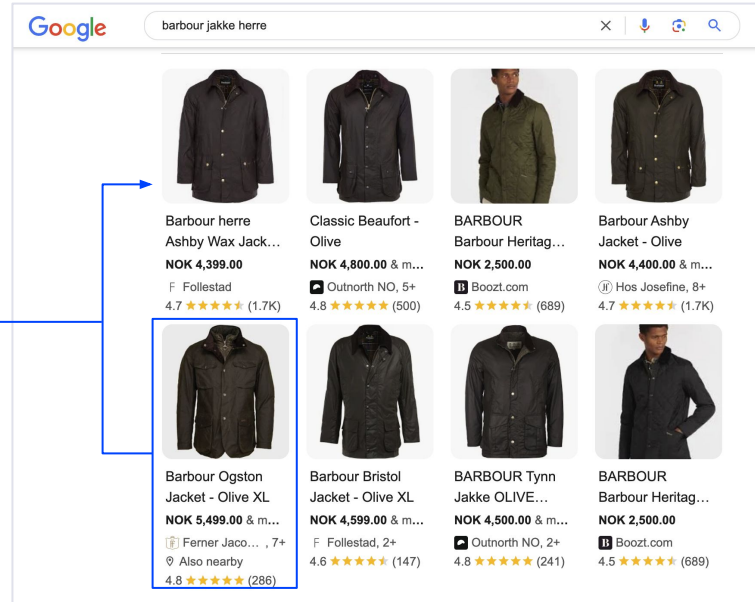 Google
barbour jakke herre
Barbour herre
Ashby Wax Jack...
NOK 4,399.00
F Follestad
4.7 ★★★★★ (1.7K)
Classic Beaufort -
Olive
NOK 4,800.00 & m...
Outnorth NO, 5+
4.8 ★★★★★ (500)
BARBOUR
Barbour Heritag...
NOK 2,500.00
B Boozt.com
4.5 ★★★★★ (689)
Barbour Ashby
Jacket - Olive
NOK 4,400.00 & m...
Hos Josefine, 8+
4.7 ★★★★★ (1.7K)
Barbour Ogston
Jacket - Olive XL
NOK 5,499.00 & m...
Ferner Jaco... , 7+
Also nearby
4.8 ★★★★★ (286)
Barbour Bristol
Jacket - Olive XL
NOK 4,599.00 & m...
F Follestad, 2+
4.6 ★★★★★ (147)
BARBOUR Tynn
Jakke OLIVE...
NOK 4,500.00 & m...
Outnorth NO, 2+
4.8 ★★★★★ (241)
BARBOUR
Barbour Heritag...
NOK 2,500.00
B Boozt.com
4.5 ★★★★★ (689)